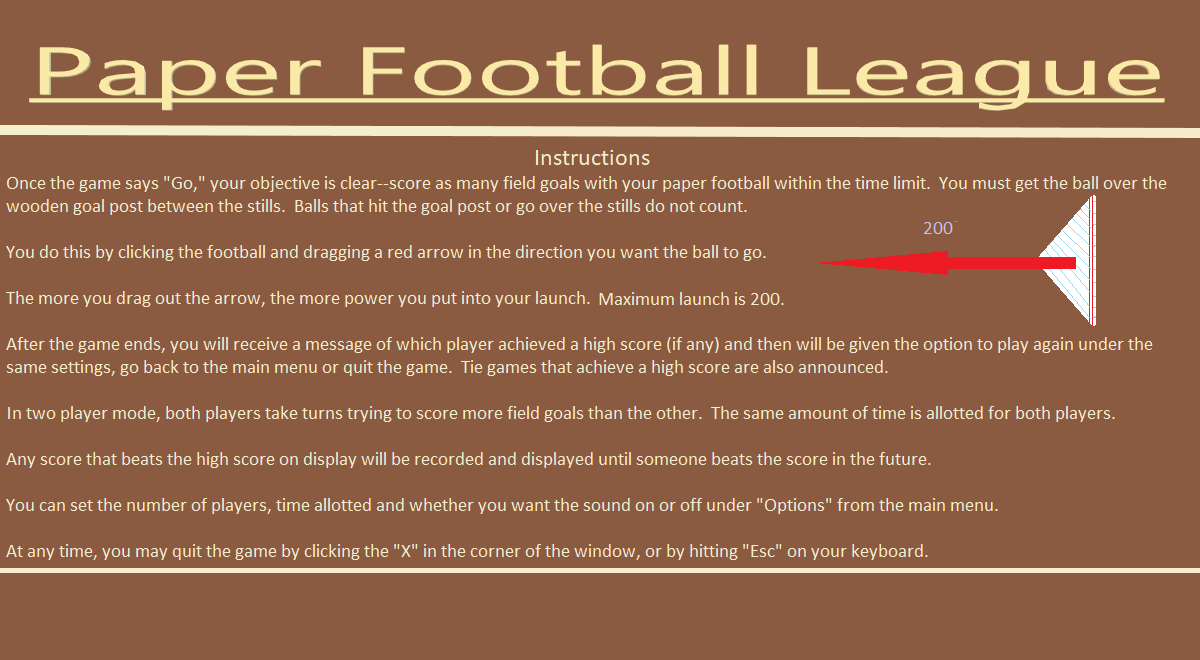 Paper Football League
Instructions
Once the game says "Go," your objective is clear--score as many field goals with your paper football within the time limit.  You must get the ball over the
wooden goal post between the stills.  Balls that hit the goal post or go over the stills do not count.
200
You do this by clicking the football and dragging a red arrow in the direction you want the ball to go.
The more you drag out the arrow, the more power you put into your launch.  Maximum launch is 200.
After the game ends, you will receive a message of which player achieved a high score (if any) and then will be given the option to play again under the
same settings, go back to the main menu or quit the game.  Tie games that achieve a high score are also announced.
In two player mode, both players take turns trying to score more field goals than the other.  The same amount of time is allotted for both players.
Any score that beats the high score on display will be recorded and displayed until someone beats the score in the future.
You can set the number of players, time allotted and whether you want the sound on or off under "Options" from the main menu.
At any time, you may quit the game by clicking the "X" in the corner of the window, or by hitting "Esc" on your keyboard.